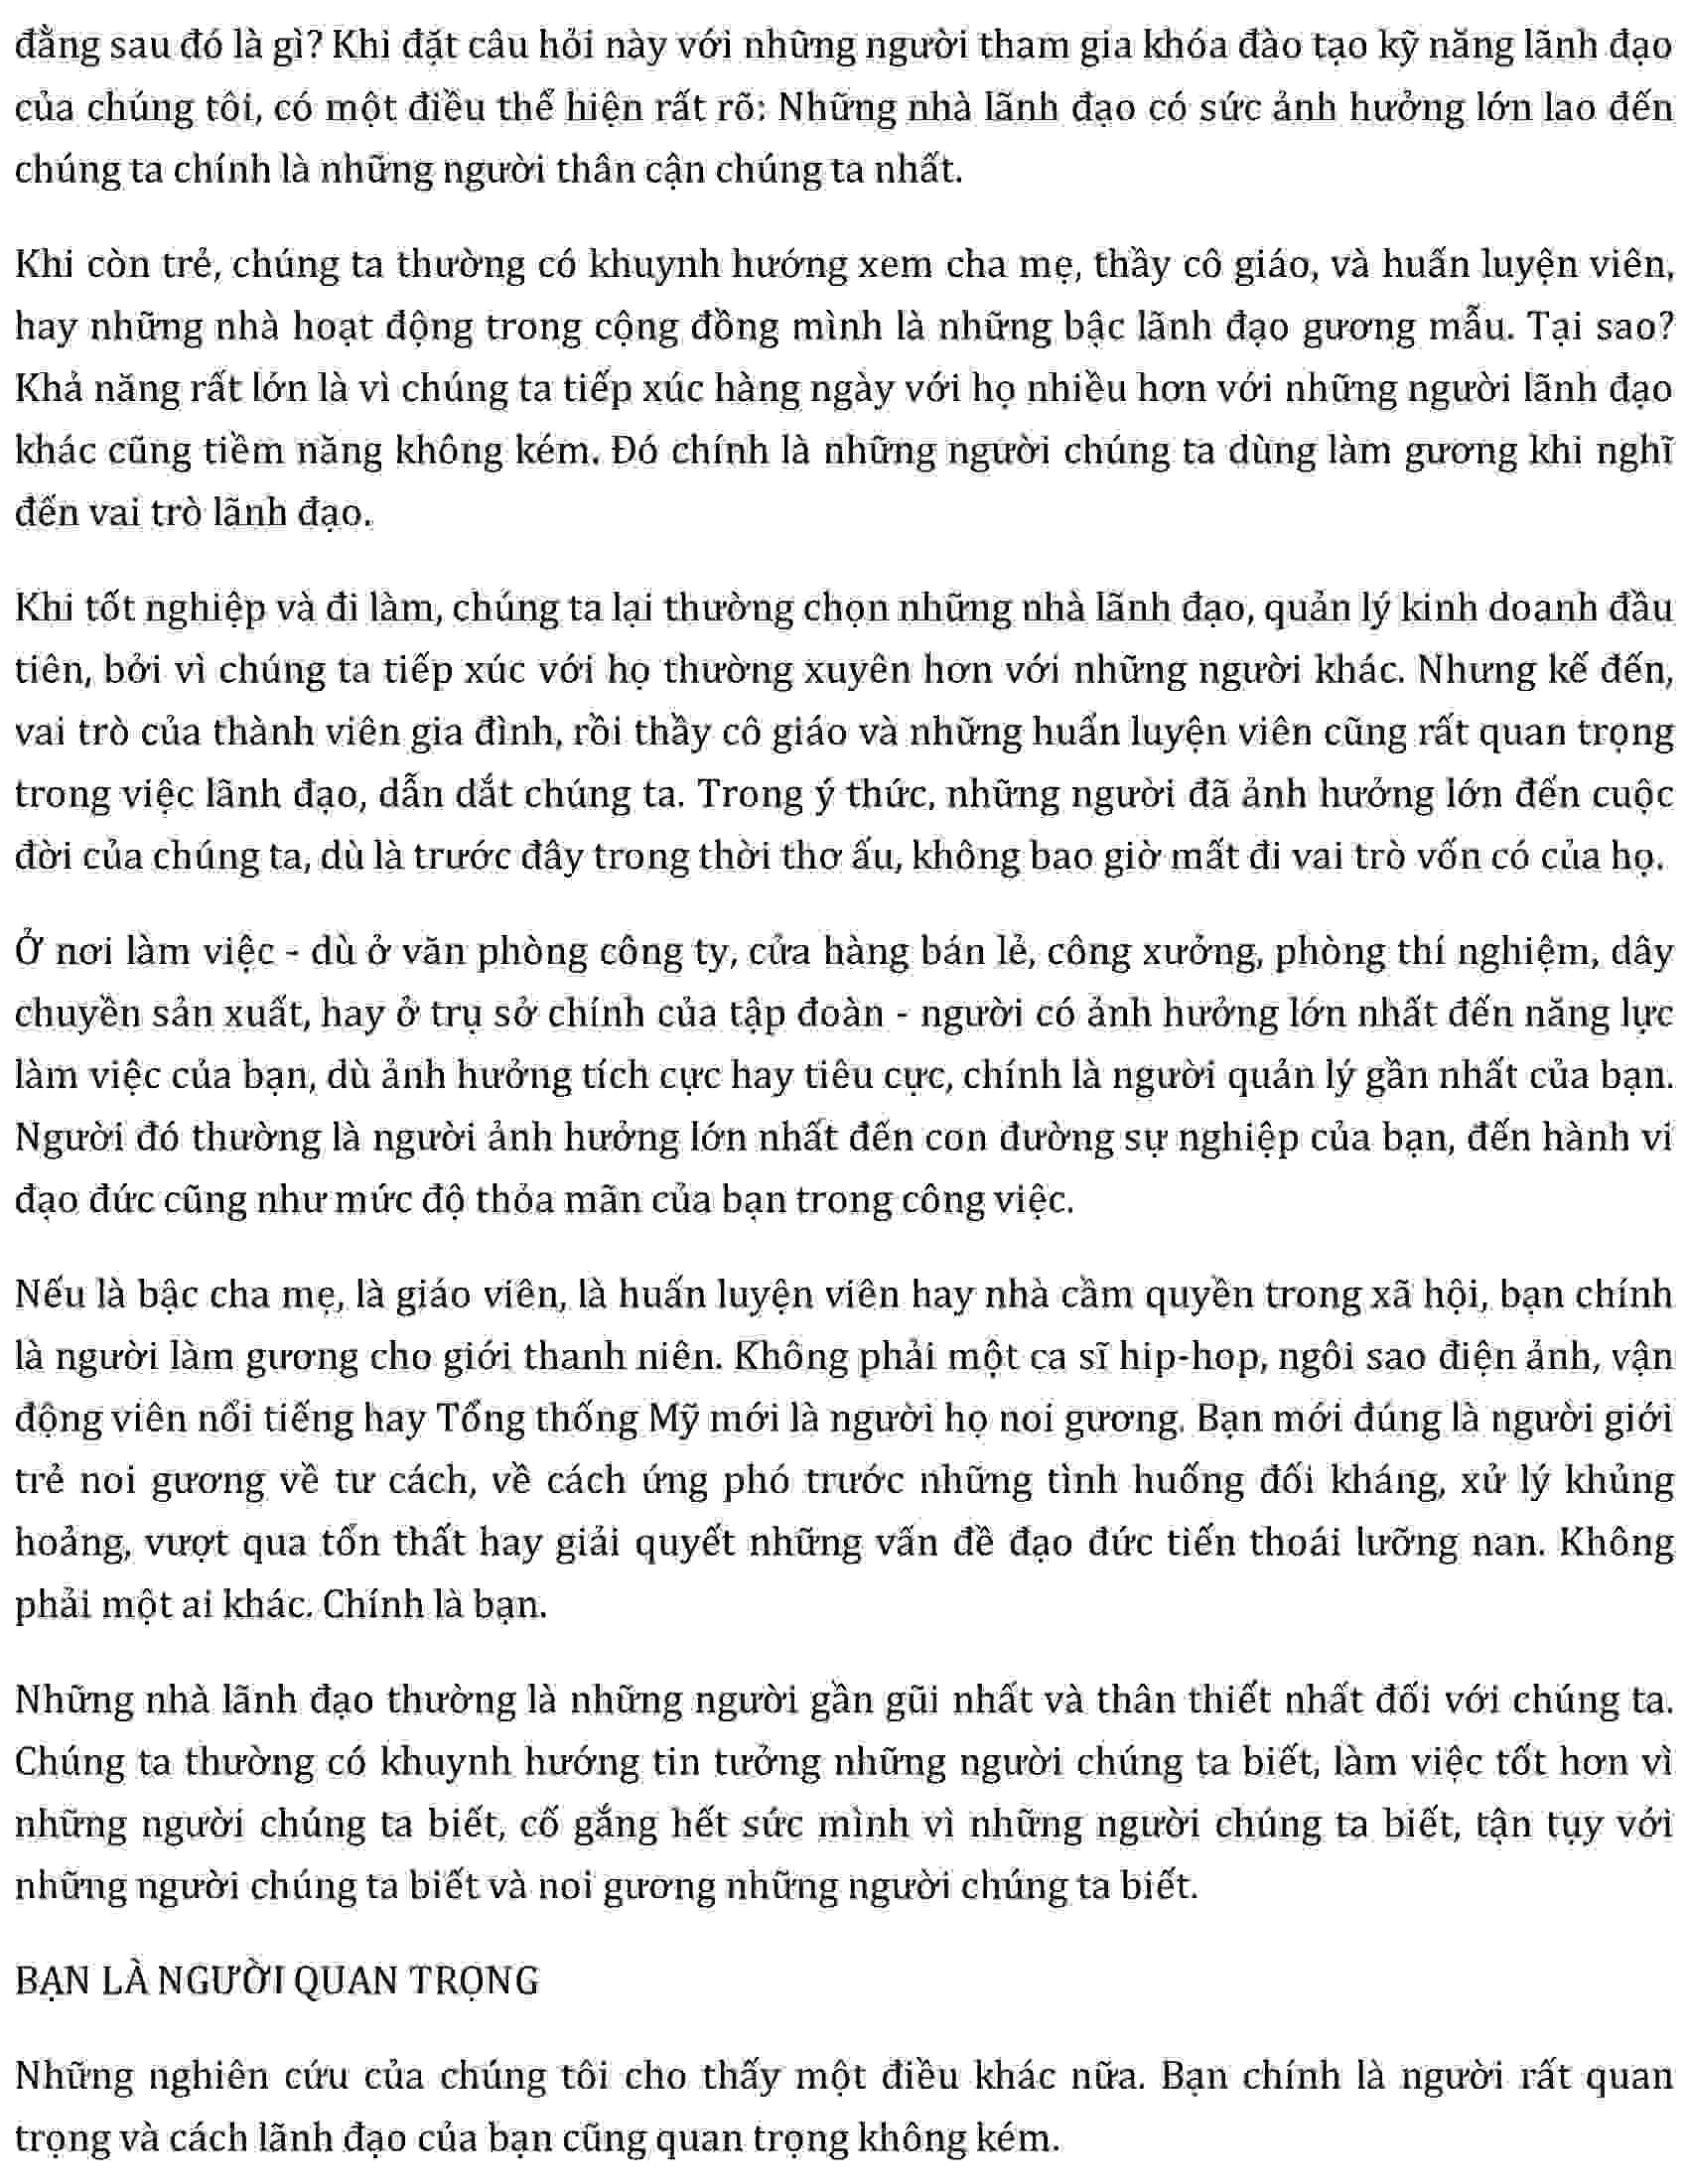 đằng sau đó là gì? Khi đặt câu hỏi này với những người tham gia khóa đào tạo kỹ năng lãnh đạo
của chúng tôi, có một điều thể hiện rất rõ: Những nhà lãnh đạo có sức ảnh hưởng lớn lao đến
chúng ta chính là những người thân cận chúng ta nhất.
Khi còn trẻ, chúng ta thường có khuynh hướng xem cha mẹ, thầy cô giáo, và huấn luyện viên,
hay những nhà hoạt động trong cộng đồng mình là những bậc lãnh đạo gương mẫu. Tại sao?
Khả năng rất lớn là vì chúng ta tiếp xúc hàng ngày với họ nhiều hơn với những người lãnh đạo
khác cũng tiềm năng không kém. Đó chính là những người chúng ta dùng làm gương khi nghĩ
đến vai trò lãnh đạo.
Khi tốt nghiệp và đi làm, chúng ta lại thường chọn những nhà lãnh đạo, quản lý kinh doanh đầu
tiên, bởi vì chúng ta tiếp xúc với họ thường xuyên hơn với những người khác. Nhưng kế đến,
vai trò của thành viên gia đình, rồi thầy cô giáo và những huấn luyện viên cũng rất quan trọng
trong việc lãnh đạo, dẫn dắt chúng ta. Trong ý thức, những người đã ảnh hưởng lớn đến cuộc
đời của chúng ta, dù là trước đây trong thời thơ ấu, không bao giờ mất đi vai trò vốn có của họ.
Ở nơi làm việc - dù ở văn phòng công ty, cửa hàng bán lẻ, công xưởng, phòng thí nghiệm, dây
chuyền sản xuất, hay ở trụ sở chính của tập đoàn - người có ảnh hưởng lớn nhất đến năng lực
làm việc của bạn, dù ảnh hưởng tích cực hay tiêu cực, chính là người quản lý gần nhất của bạn.
Người đó thường là người ảnh hưởng lớn nhất đến con đường sự nghiệp của bạn, đến hành vi
đạo đức cũng như mức độ thỏa mãn của bạn trong công việc.
Nếu là bậc cha mẹ, là giáo viên, là huấn luyện viên hay nhà cầm quyền trong xã hội, bạn chính
là người làm gương cho giới thanh niên. Không phải một ca sĩ hip-hop, ngôi sao điện ảnh, vận
động viên nổi tiếng hay Tổng thống Mỹ mới là người họ noi gương. Bạn mới đúng là người giới
trẻ noi gương về tư cách, về cách ứng phó trước những tình huống đối kháng, xử lý khủng
hoảng, vượt qua tổn thất hay giải quyết những vấn đề đạo đức tiến thoái lưỡng nan. Không
phải một ai khác. Chính là bạn.
Những nhà lãnh đạo thường là những người gần gũi nhất và thân thiết nhất đối với chúng ta.
Chúng ta thường có khuynh hướng tin tưởng những người chúng ta biết, làm việc tốt hơn vì
những người chúng ta biết, cố gắng hết sức mình vì những người chúng ta biết, tận tụy với
những người chúng ta biết và noi gương những người chúng ta biết.
BẠN LÀ NGƯỜI QUAN TRỌNG
Những nghiên cứu của chúng tôi cho thấy một điều khác nữa. Bạn chính là người rất quan
trọng và cách lãnh đạo của bạn cũng quan trọng không kém.